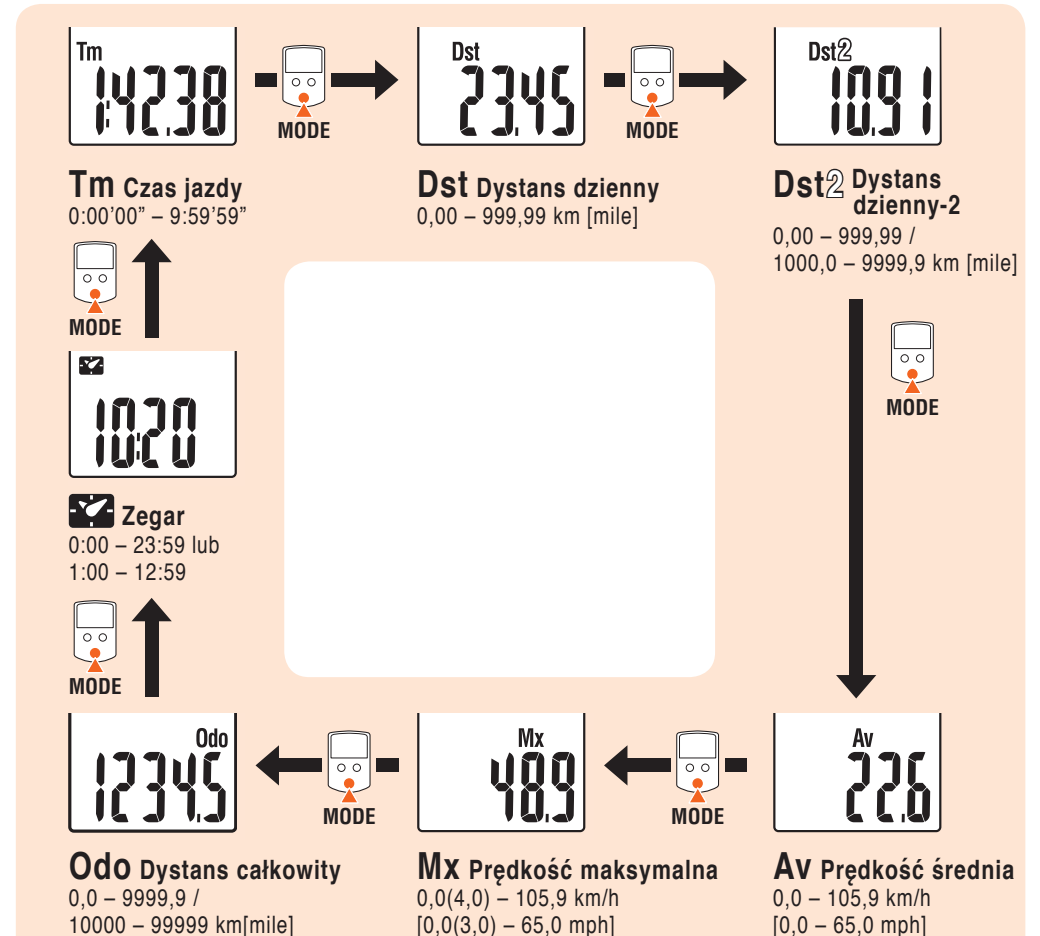 Tm
1:42.38
MODE
Dst
23.45
MODE
Dst2
10.91
Tm Czas jazdy
0:00’00” – 9:59’59”
Dst Dystans dzienny
0,00 – 999,99 km [mile]
Dst2 Dystans
dzienny-2
0,00 – 999,99 /
1000,0 – 9999,9 km [mile]
MODE
MODE
10:20
Zegar
0:00 – 23:59 lub
1:00 – 12:59
MODE
Odo
1234.5
MODE
Mx
48.9
MODE
Av
22.6
Odo Dystans całkowity
0,0 – 9999,9 /
10000 – 99999 km[mile]
Mx Prędkość maksymalna
0,0(4,0) – 105,9 km/h
[0,0(3,0) – 65,0 mph]
Av Prędkość średnia
0,0 – 105,9 km/h
[0,0 – 65,0 mph]